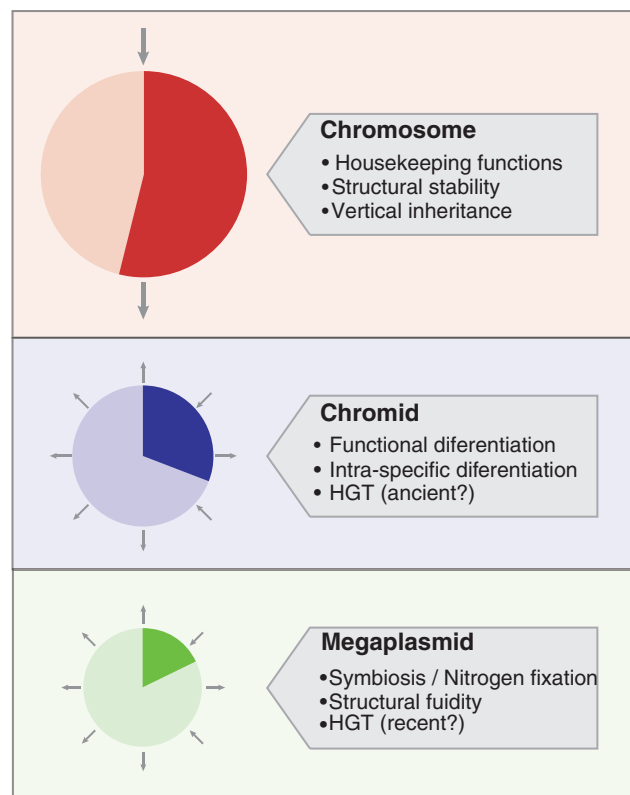 Chromosome
• Housekeeping functions
•Structural stability
•Vertical inheritance
Chromid
• Functional diferentiation
• Intra-specific diferentiation
• HGT (ancient?)
Megaplasmid
•Symbiosis / Nitrogen fixation
•Structural fuidity
•HGT (recent?)